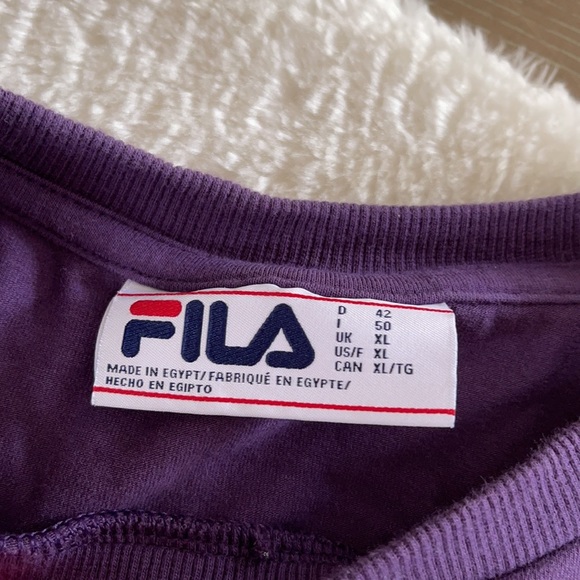 FILA
D 42
I 50
UK XL
US/F XL
CAN XL/TG
MADE IN EGYPT/FABRIQUÉ EN EGYPTE/
HECHO EN EGIPTO